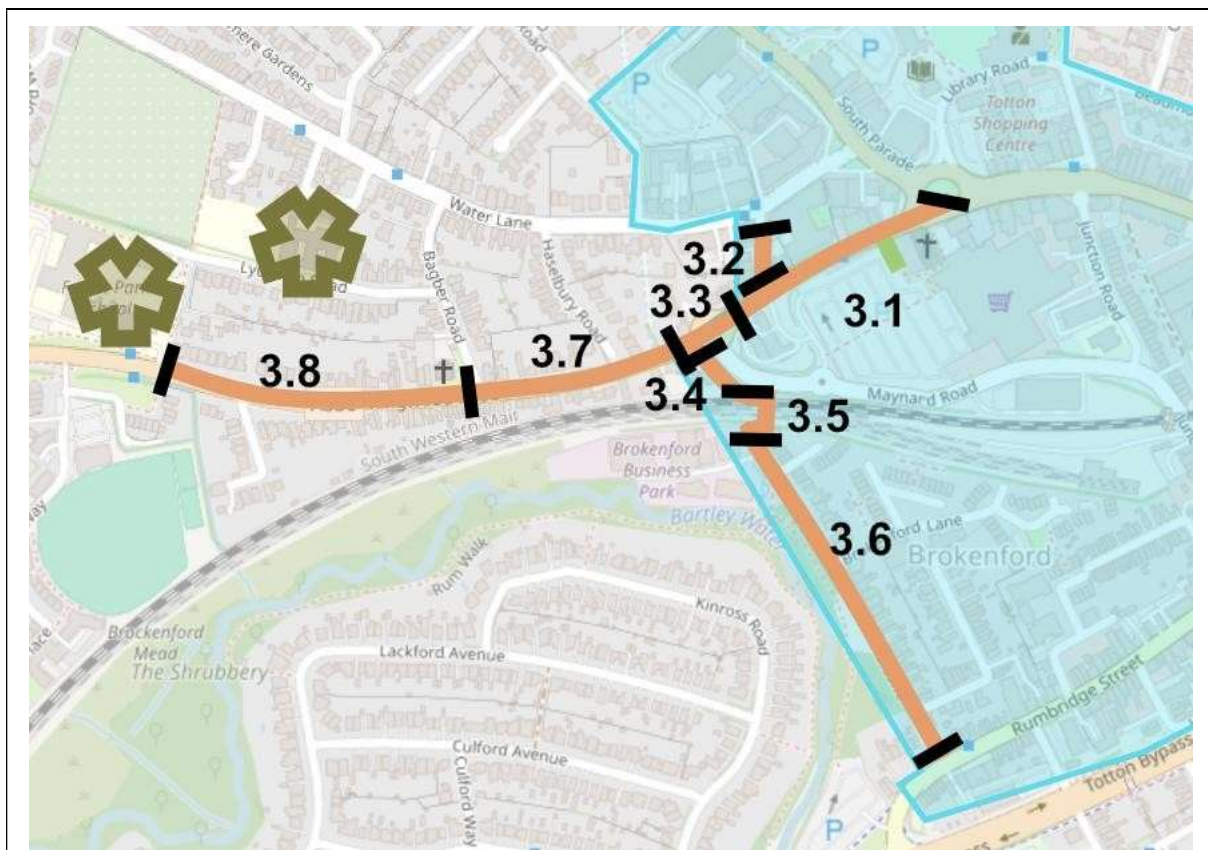 P
P
Library Road
South Parade
Totton
Shopping
Centre
Water Lane
Junction Road
Bagber Road
Haselbury Road
3.2
3.3
3.1
3.7
3.8
3.4
Maynard Road
3.5
South Western Main
Brokenford
Business
Park
Bartley Water
3.6
ford Lane
Brokenford
Rum Walk
Kinross Road
Brockenford
Mead
The Shrubbery
Lackford Avenue
Culford Avenue
Culford Way
Rumbridge Street
Totton Bypass
P